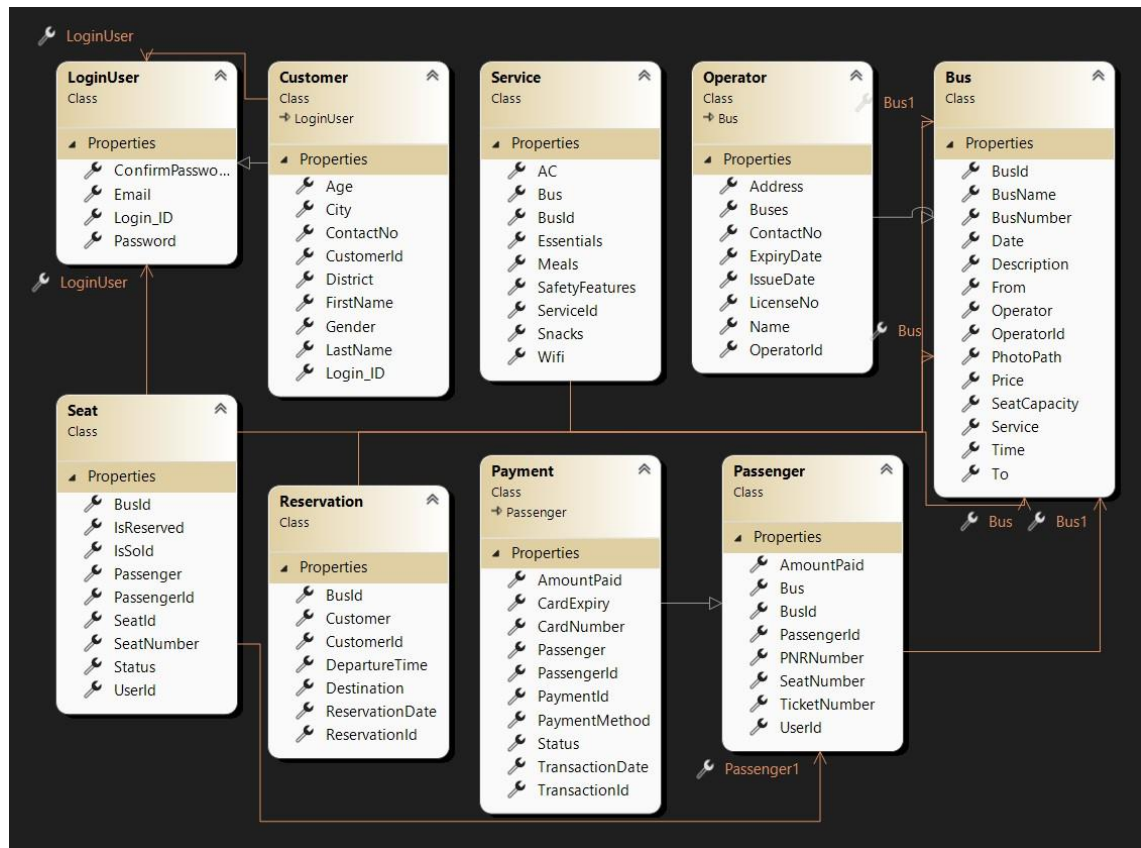 LoginUser
LoginUser
Class
Properties
ConfirmPasswo...
Email
Login_ID
Password
LoginUser
Customer
Class
LoginUser
Properties
Age
City
ContactNo
CustomerId
District
FirstName
Gender
LastName
Login_ID
Service
Class
Properties
AC
Bus
BusId
Essentials
Meals
SafetyFeatures
ServiceId
Snacks
Wifi
Operator
Class
Bus
Properties
Address
Buses
ContactNo
ExpiryDate
IssueDate
LicenseNo
Name
OperatorId
Bus1
Bus
Bus
Class
Properties
BusId
BusName
BusNumber
Date
Description
From
Operator
OperatorId
PhotoPath
Price
SeatCapacity
Service
Time
To
Bus
Bus1
Seat
Class
Properties
BusId
IsReserved
IsSold
Passenger
PassengerId
SeatId
SeatNumber
Status
UserId
Reservation
Class
Properties
BusId
Customer
CustomerId
DepartureTime
Destination
ReservationDate
ReservationId
Payment
Class
Passenger
Properties
AmountPaid
CardExpiry
CardNumber
Passenger
PassengerId
PaymentId
PaymentMethod
Status
TransactionDate
TransactionId
Passenger
Class
Properties
AmountPaid
Bus
BusId
PassengerId
PNRNumber
SeatNumber
TicketNumber
UserId
Passenger1